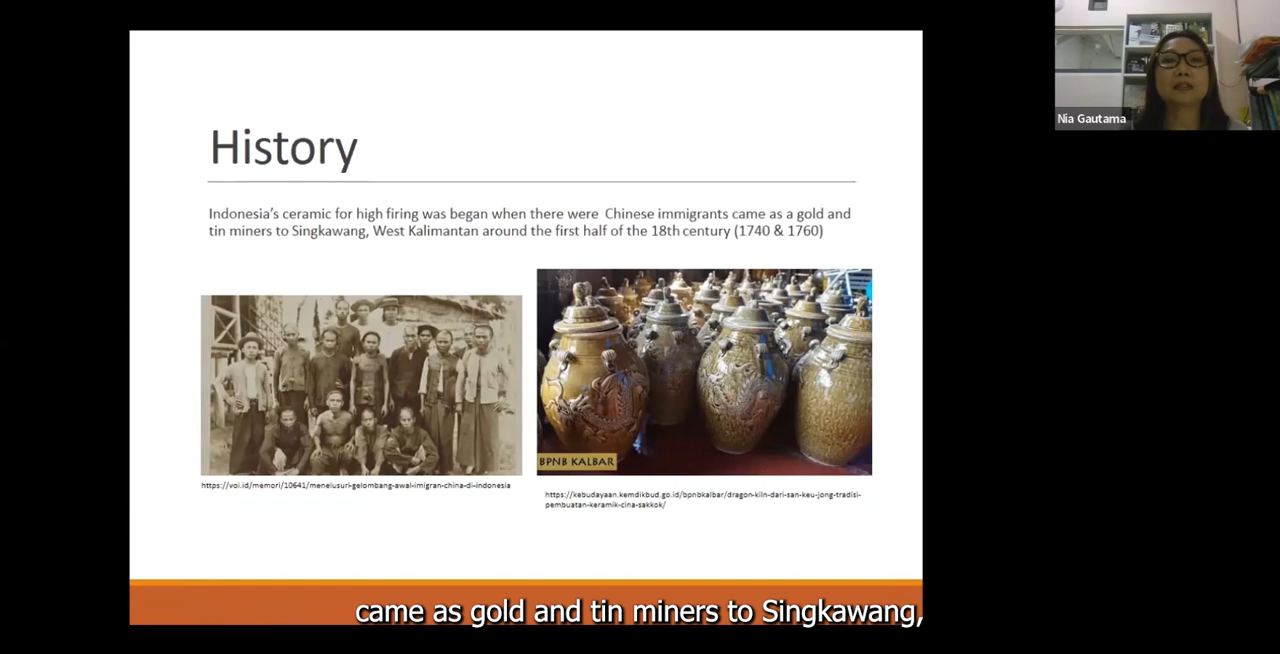 Nia Gautama
History
Indonesia's ceramic for high firing was began when there were Chinese immigrants came as a gold and
tin miners to Singkawang, West Kalimantan around the first half of the 18th century (1740 & 1760)
BPNB KALBAR
https://voi.id/memori/10641/menelusuri-gelombang-awal-imigran-china-di-indonesia
https://kebudayaan.kemdikbud.go.id/bpnbkalbar/dragon-kiln-dari-san-keu-jong-tradisi-
pembuatan-keramik-cina-sakkok/
came as gold and tin miners to Singkawang,